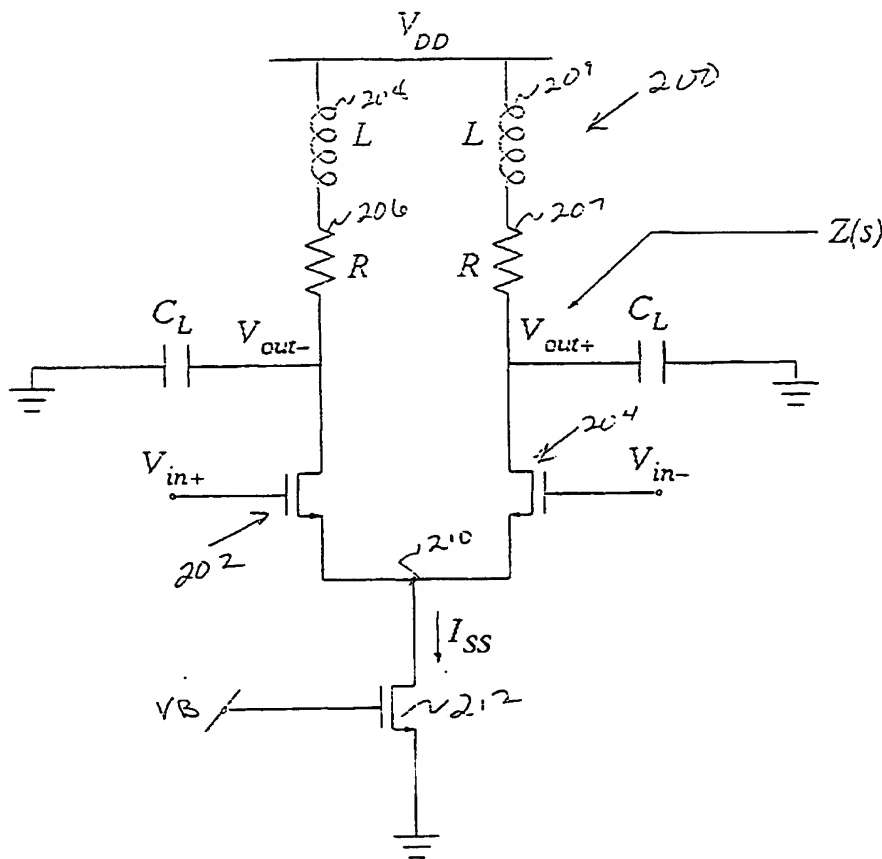 V_DD
204
209
200
L
L
206
207
R
R
Z(s)
C_L
V_out-
V_out+
C_L
204
V_in+
V_in-
202
210
I_SS
VB
212